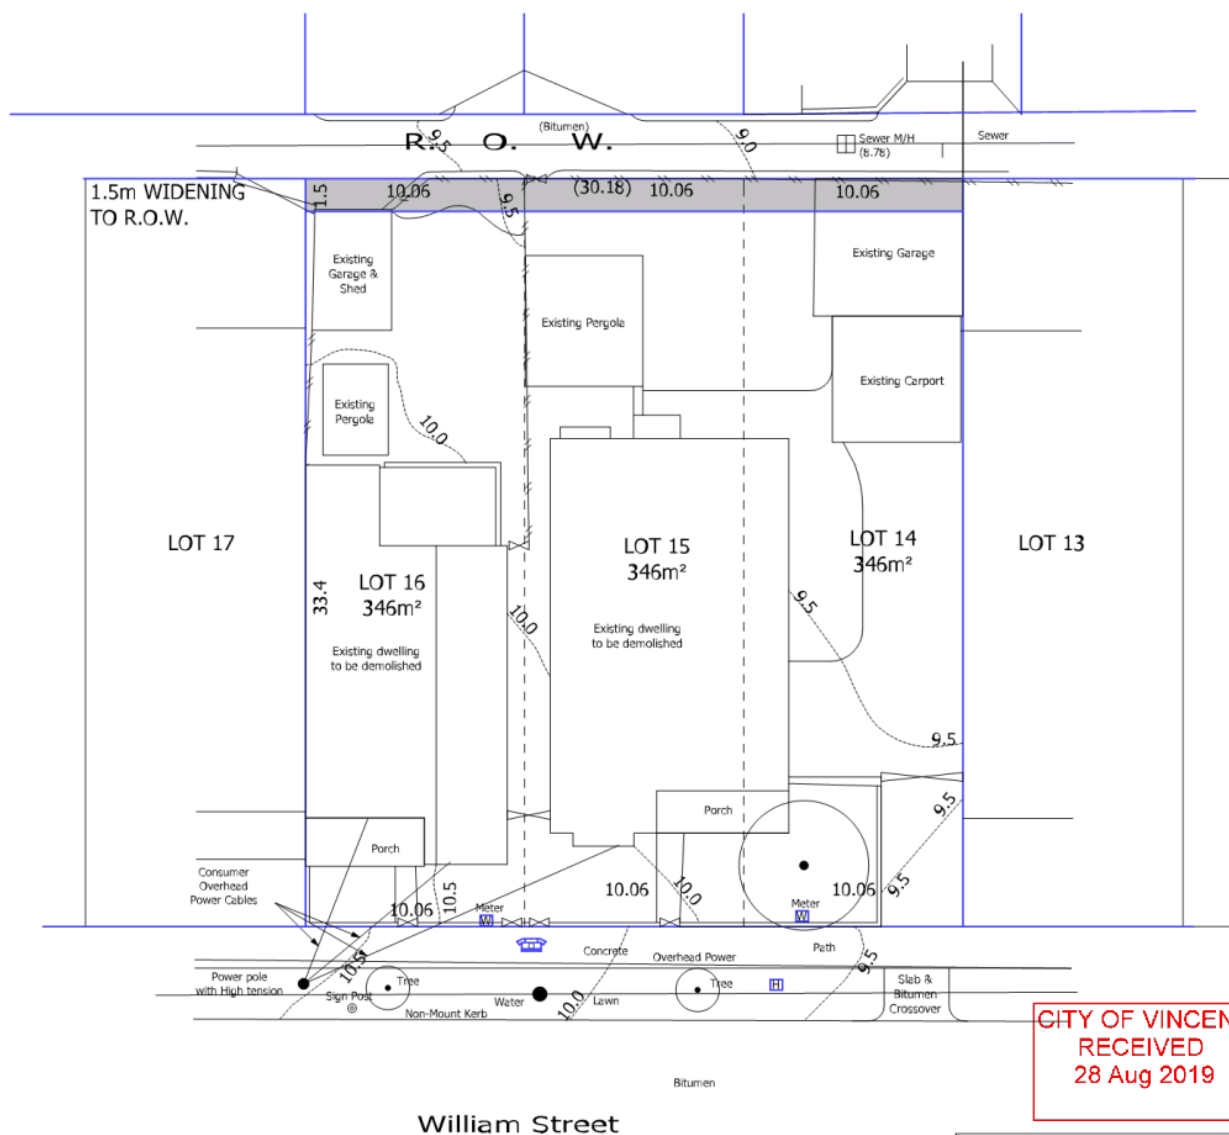 (Bitumen)
R. O. W.
9.5
9.0
Sewer M/H
(8.78)
Sewer
1.5m WIDENING
TO R.O.W.
1.5
10.06
(30.18)
10.06
10.06
9.5
Existing
Garage &
Shed
Existing Garage
Existing Pergola
Existing Carport
Existing
Pergola
10.0
LOT 17
LOT 16
346m²
LOT 15
346m²
LOT 14
346m²
LOT 13
33.4
10.0
9.5
Existing dwelling
to be demolished
Existing dwelling
to be demolished
9.5
9.5
Porch
Porch
Consumer
Overhead
Power Cables
10.06
10.5
Meter
W
10.06
10.0
10.06
Meter
W
9.5
Concrete
Overhead Power
Path
10.5
9.5
Power pole
with High tension
Sign Post
Tree
Non-Mount Kerb
Water
10.0
Lawn
Tree
H
Slab &
Bitumen
Crossover
CITY OF VINCEN
RECEIVED
28 Aug 2019
Bitumen
William Street